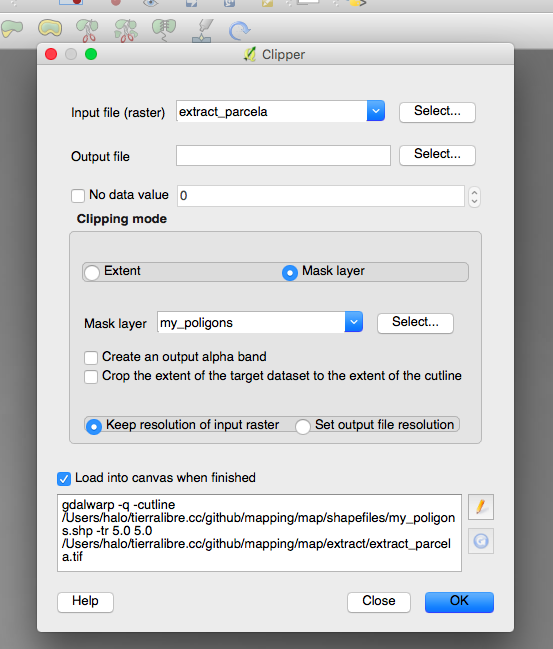 Clipper
Input file (raster) extract_parcela Select...
Output file Select...
No data value 0
Clipping mode
Extent Mask layer
Mask layer my_poligons Select...
Create an output alpha band
Crop the extent of the target dataset to the extent of the cutline
Keep resolution of input raster Set output file resolution
Load into canvas when finished
gdalwarp -q -cutline
/Users/halo/tierralibre.cc/github/mapping/map/shapefiles/my_poligon
s.shp -tr 5.0 5.0
/Users/halo/tierralibre.cc/github/mapping/map/extract/extract_parcel
a.tif
Help Close OK